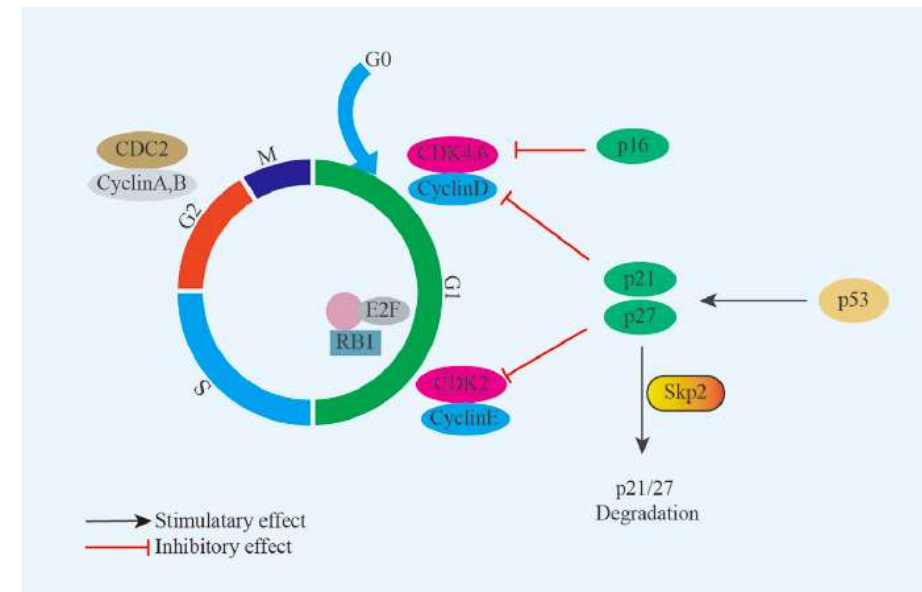 G0
CDC2
CyclinA,B
M
G2
S
G1
CDK4,6
CyclinD
p16
p21
p27
p53
E2F
RB1
CDK2
CyclinE
Skp2
p21/27
Degradation
Stimulatary effect
Inhibitory effect